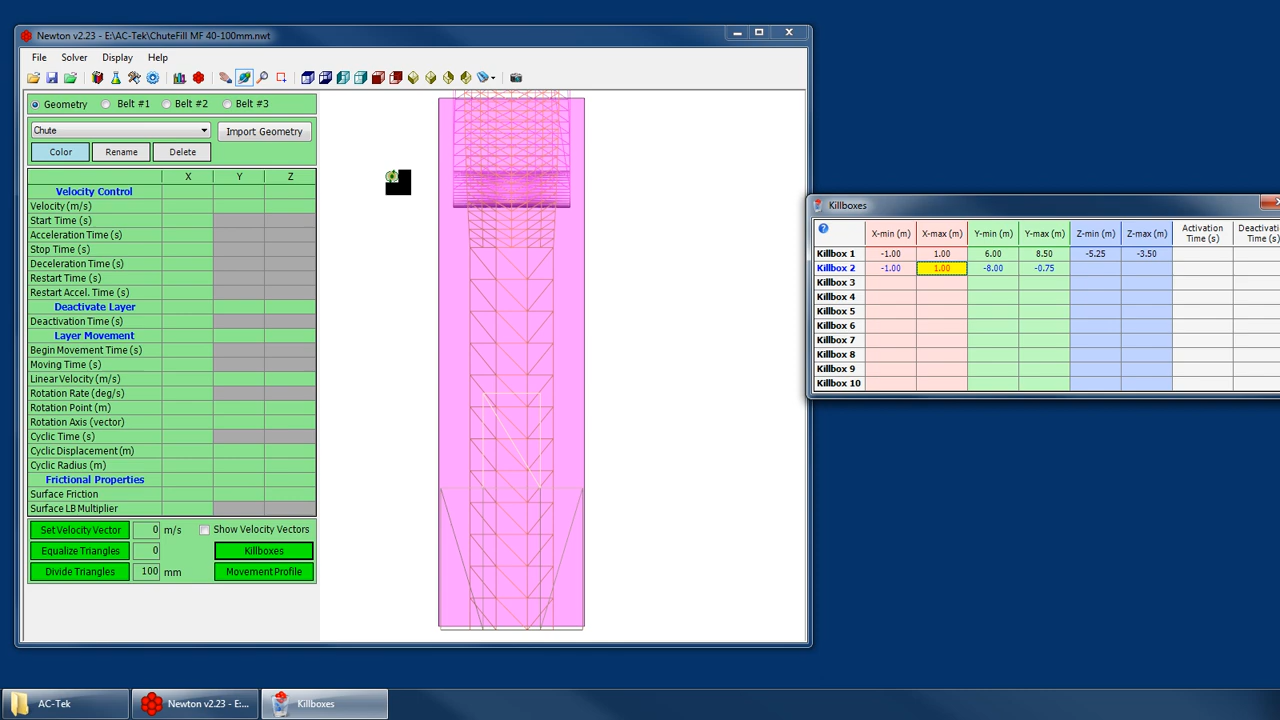 Newton v2.23 - E:\AC-Tek\ChuteFill MF 40-100mm.nwt
File Solver Display Help
Geometry Belt #1 Belt #2 Belt #3
Chute Import Geometry
Color Rename Delete
X Y Z
Velocity Control
Velocity (m/s)
Start Time (s)
Acceleration Time (s)
Stop Time (s)
Deceleration Time (s)
Restart Time (s)
Restart Accel. Time (s)
Deactivate Layer
Deactivation Time (s)
Layer Movement
Begin Movement Time (s)
Moving Time (s)
Linear Velocity (m/s)
Rotation Rate (deg/s)
Rotation Point (m)
Rotation Axis (vector)
Cyclic Time (s)
Cyclic Displacement (m)
Cyclic Radius (m)
Frictional Properties
Surface Friction
Surface LB Multiplier
Set Velocity Vector 0 m/s Show Velocity Vectors
Equalize Triangles 0 Killboxes
Divide Triangles 100 mm Movement Profile
Killboxes
X-min (m) X-max (m) Y-min (m) Y-max (m) Z-min (m) Z-max (m) Activation Time (s) Deactivatio Time (s)
Killbox 1 -1.00 1.00 6.00 8.50 -5.25 -3.50
Killbox 2 -1.00 1.00 -8.00 -0.75
Killbox 3
Killbox 4
Killbox 5
Killbox 6
Killbox 7
Killbox 8
Killbox 9
Killbox 10
AC-Tek Newton v2.23 - E:... Killboxes